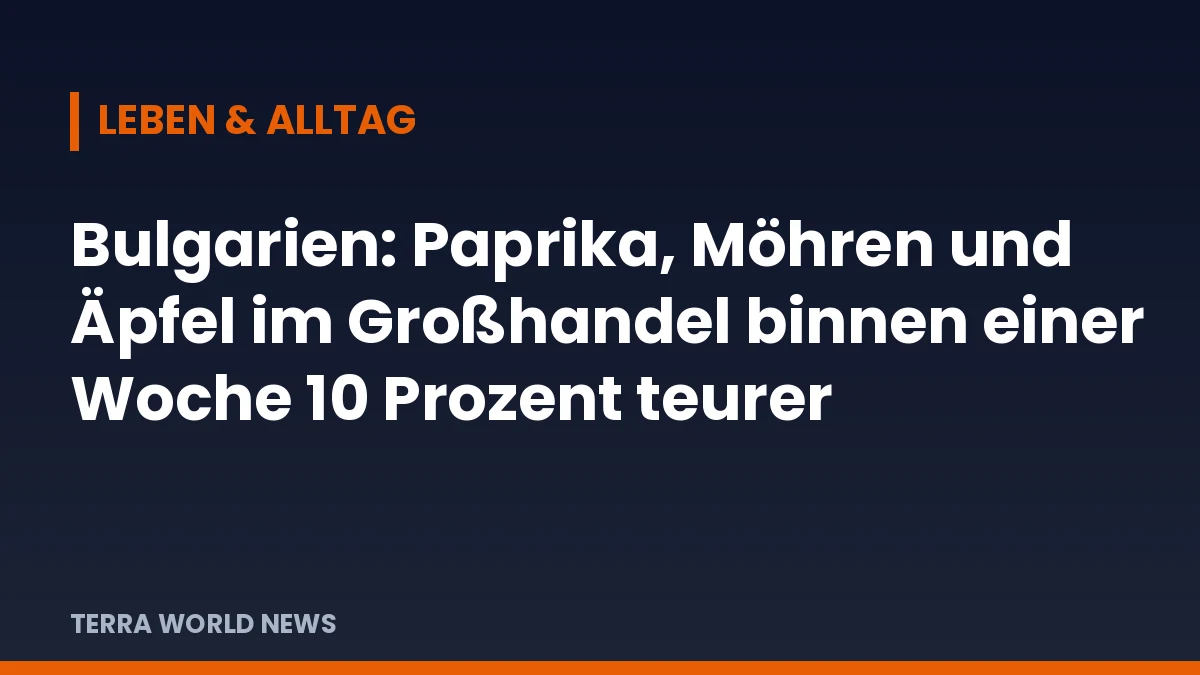 LEBEN & ALLTAG
Bulgarien: Paprika, Möhren und
Äpfel im Großhandel binnen einer
Woche 10 Prozent teurer
TERRA WORLD NEWS